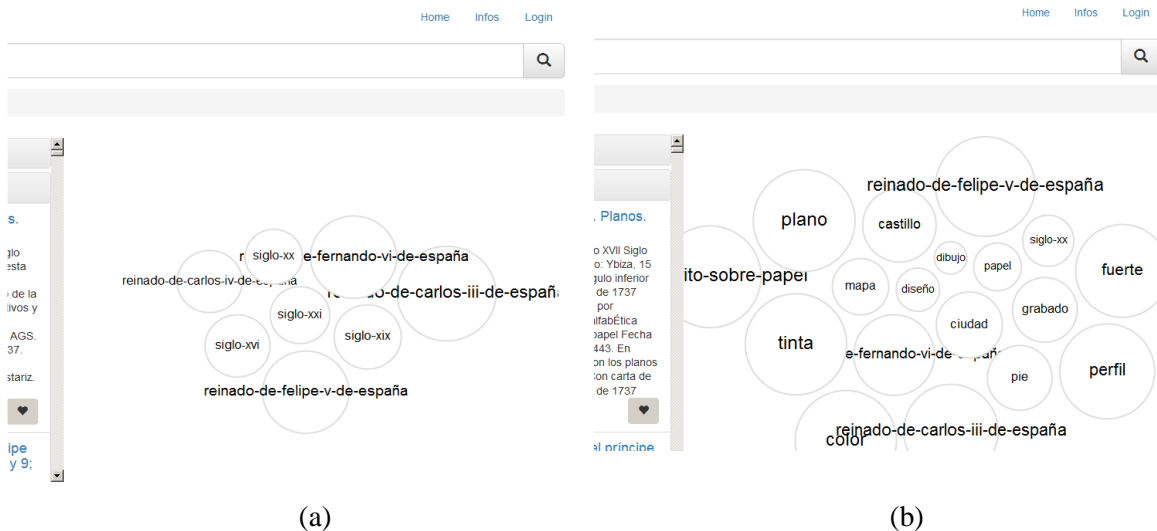 Home Infos Login
s.
glo
esta
o de la
tivos y
AGS.
37.
stariz.
ipe
y 9;
siglo-xx
e-fernando-vi-de-españa
reinado-de-carlos-iv-de-españa
do-de-carlos-iii-de-españ
siglo-xxi
siglo-xvi
siglo-xix
reinado-de-felipe-v-de-españa
(a)
Home Infos Login
. Planos.
o XVII Siglo
o: Ybiza, 15
gulo inferior
de 1737
por
lfabÉtica
papel Fecha
443. En
on los planos
Con carta de
de 1737
el príncipe
reinado-de-felipe-v-de-españa
plano
castillo
siglo-xx
dibujo
papel
fuerte
ito-sobre-papel
mapa
diseño
grabado
ciudad
tinta
e-fernando-vi-de-españ
pie
perfil
color
reinado-de-carlos-iii-de-españa
(b)